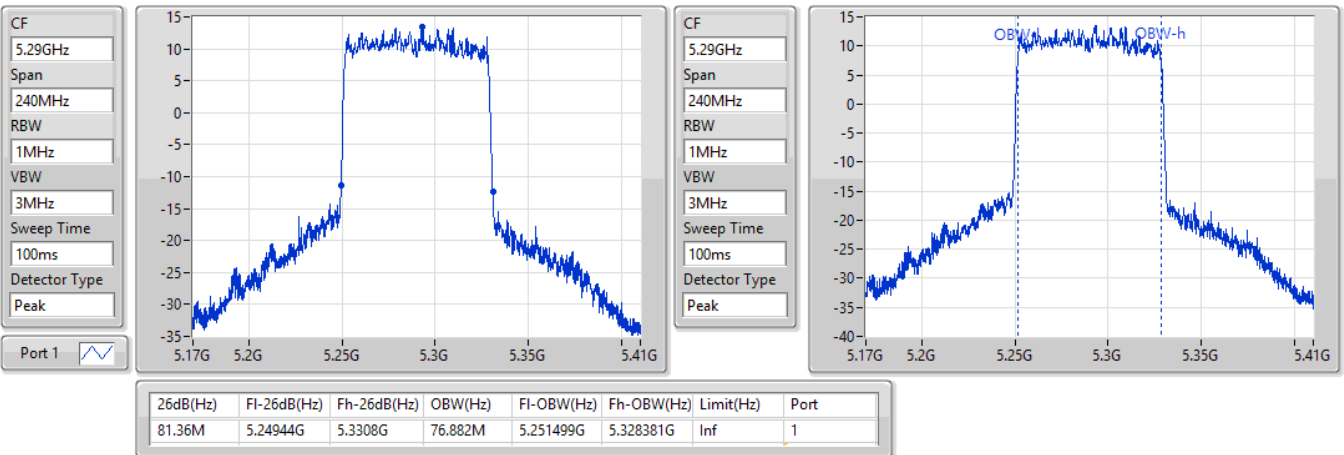 CF
5.29GHz
Span
240MHz
RBW
1MHz
VBW
3MHz
Sweep Time
100ms
Detector Type
Peak
Port 1
15
10
5
0
-5
-10
-15
-20
-25
-30
-35
5.17G 5.2G 5.25G 5.3G 5.35G 5.41G
CF
5.29GHz
Span
240MHz
RBW
1MHz
VBW
3MHz
Sweep Time
100ms
Detector Type
Peak
OBW-l OBW-h
15
10
5
0
-5
-10
-15
-20
-25
-30
-35
-40
5.17G 5.2G 5.25G 5.3G 5.35G 5.41G
26dB(Hz) Fl-26dB(Hz) Fh-26dB(Hz) OBW(Hz) Fl-OBW(Hz) Fh-OBW(Hz) Limit(Hz) Port
81.36M 5.24944G 5.3308G 76.882M 5.251499G 5.328381G Inf 1